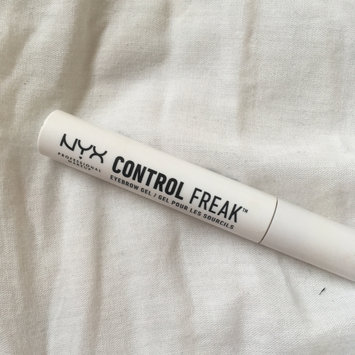 NYX
PROFESSIONAL
MAKEUP
CONTROL FREAK™
EYEBROW GEL / GEL POUR LES SOURCILS